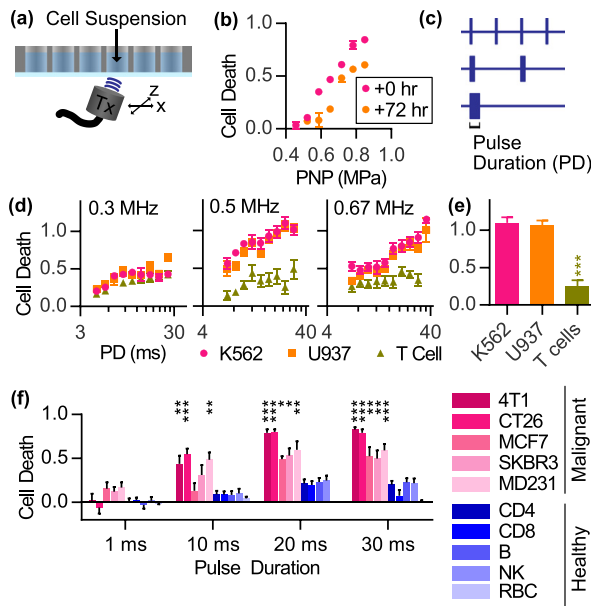 (a)
Cell Suspension
Tx
z
x
(b)
Cell Death
1.0
0.5
0.0
+0 hr
+72 hr
0.4 0.6 0.8 1.0
PNP (MPa)
(c)
Pulse
Duration (PD)
(d)
0.3 MHz
0.5 MHz
0.67 MHz
Cell Death
1.0
0.5
0.0
3 30
4 40
4 40
PD (ms)
K562 U937 T Cell
(e)
1.0
0.5
0.0
***
K562
U937
T cells
(f)
Cell Death
1.0
0.5
0.0
** *** ** *** *** * * ** *** *** *** *** ***
1 ms 10 ms 20 ms 30 ms
Pulse Duration
4T1
CT26
MCF7
SKBR3
MD231
Malignant
CD4
CD8
B
NK
RBC
Healthy